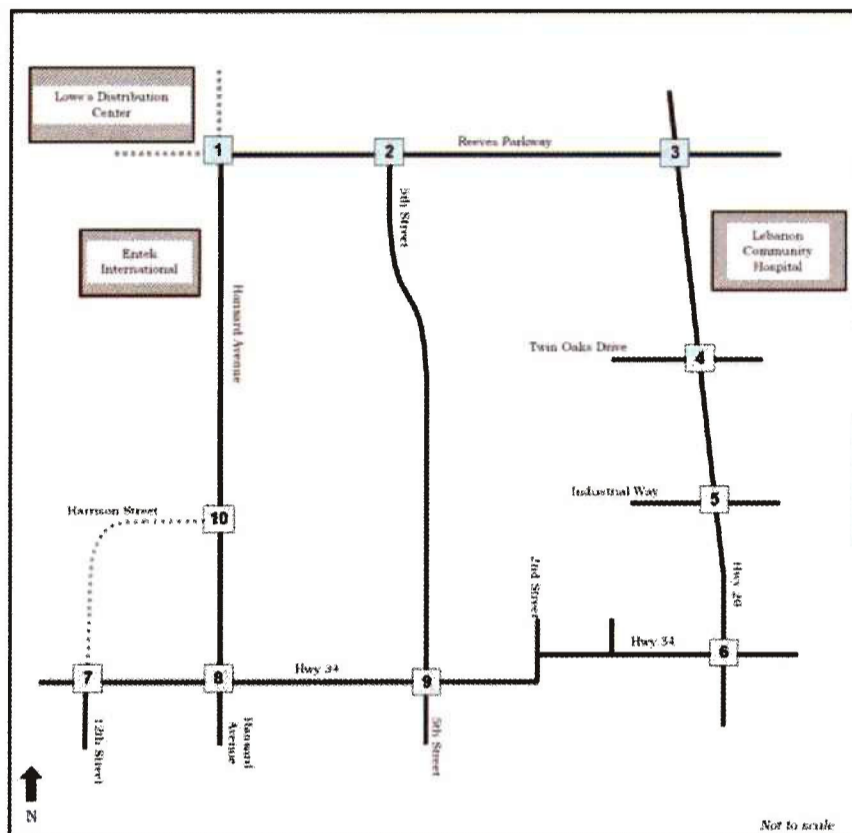 Lowe's Distribution
Center
1
2
Reeves Parkway
3
5th Street
Entek
International
Lebanon
Community
Hospital
Hansard Avenue
Twin Oaks Drive
4
Industrial Way
5
Harrison Street
10
2nd Street
Hwy 20
Hwy 34
6
7
8
Hwy 34
9
12th Street
Hansard
Avenue
5th Street
N
Not to scale